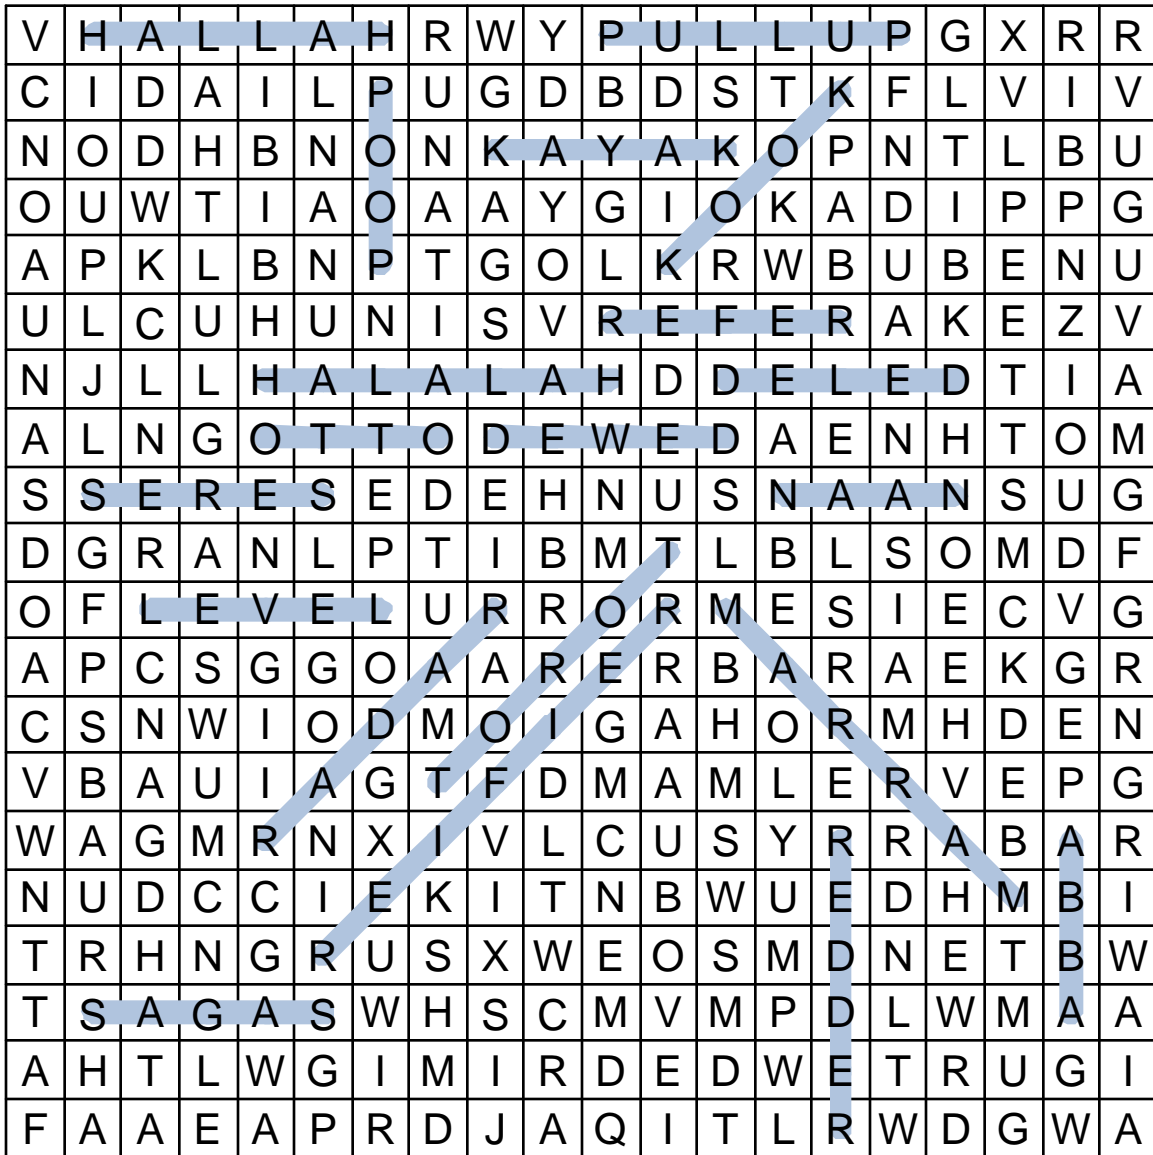 V H A L L A H R W Y P U L L U P G X R R
C I D A I L P U G D B D S T K F L V I V
N O D H B N O N K A Y A K O P N T L B U
O U W T I A O A A Y G I O K A D I P P G
A P K L B N P T G O L K R W B U B E N U
U L C U H U N I S V R E F E R A K E Z V
N J L L H A L A L A H D D E L E D T I A
A L N G O T T O D E W E D A E N H T O M
S S E R E S E D E H N U S N A A N S U G
D G R A N L P T I B M T L B L S O M D F
O F L E V E L U R R O R M E S I E C V G
A P C S G G O A A R E R B A R A E K G R
C S N W I O D M O I G A H O R M H D E N
V B A U I A G T F D M A M L E R V E P G
W A G M R N X I V L C U S Y R R A B A R
N U D C C I E K I T N B W U E D H M B I
T R H N G R U S X W E O S M D N E T B W
T S A G A S W H S C M V M P D L W M A A
A H T L W G I M I R D E D W E T R U G I
F A A E A P R D J A Q I T L R W D G W A